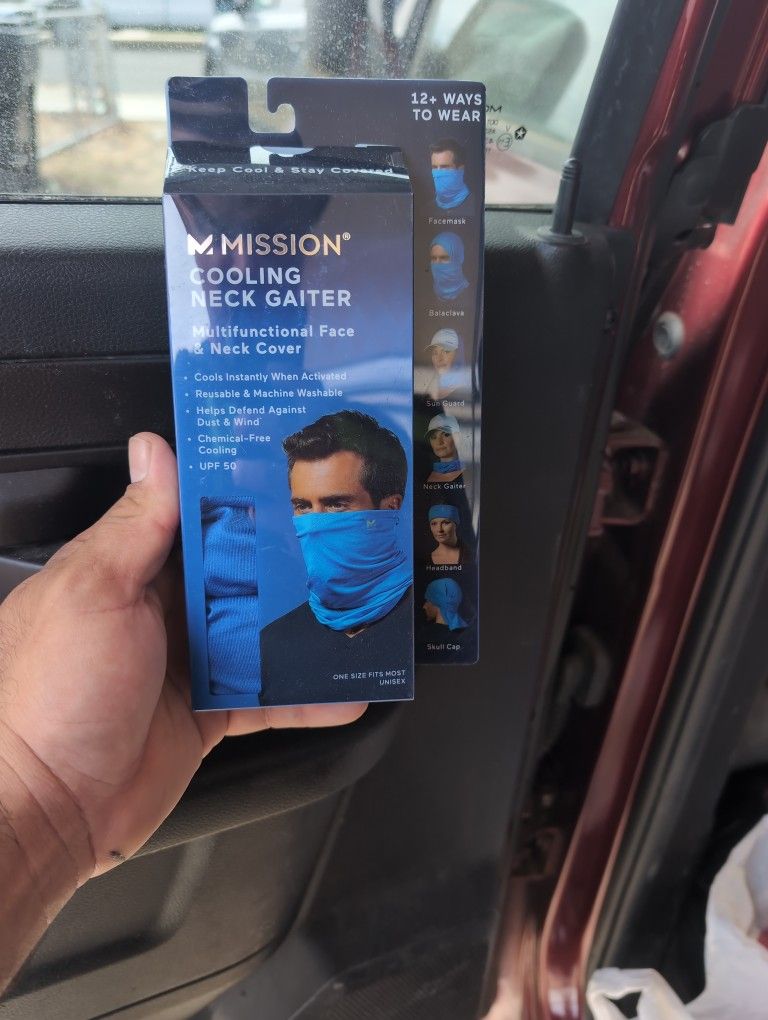 Keep Cool & Stay Covered
M MISSION®
COOLING
NECK GAITER
Multifunctional Face
& Neck Cover
• Cools Instantly When Activated
• Reusable & Machine Washable
• Helps Defend Against
Dust & Wind
• Chemical-Free
Cooling
• UPF 50
ONE SIZE FITS MOST
UNISEX
12+ WAYS
TO WEAR
Facemask
Balaclava
Sun Guard
Neck Gaiter
Headband
Skull Cap